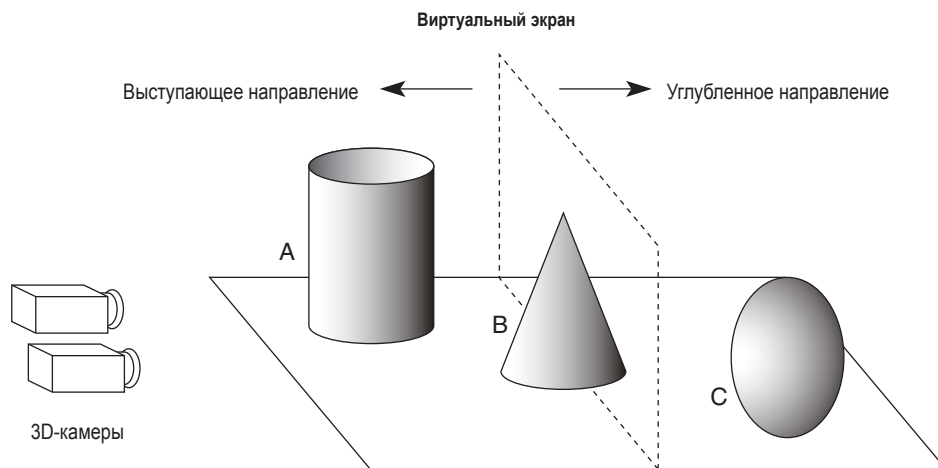 Виртуальный экран
Выступающее направление
Углубленное направление
A
B
C
3D-камеры